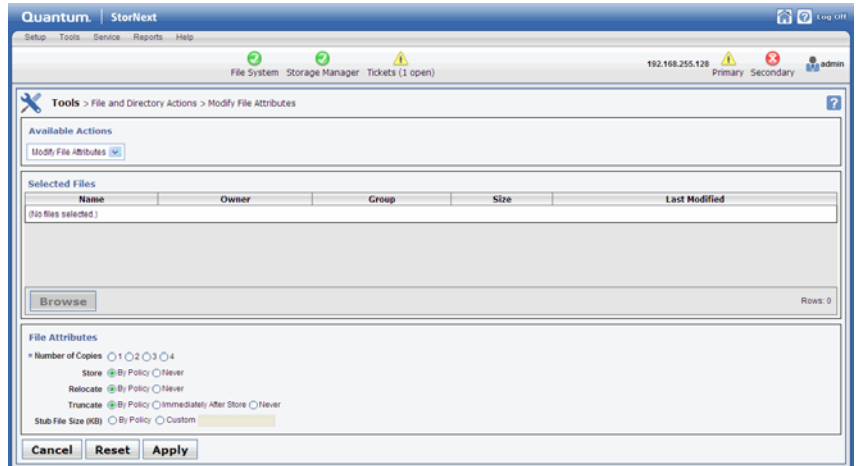 Quantum. StorNext Log Off
Setup Tools Service Reports Help
File System Storage Manager Tickets (1 open) 192.168.255.128 Primary Secondary admin
Tools > File and Directory Actions > Modify File Attributes
Available Actions
Modify File Attributes
Selected Files
Name Owner Group Size Last Modified
(No files selected.)
Browse Rows: 0
File Attributes
* Number of Copies 1 2 3 4
Store By Policy Never
Relocate By Policy Never
Truncate By Policy Immediately After Store Never
Stub File Size (KB) By Policy Custom
Cancel Reset Apply